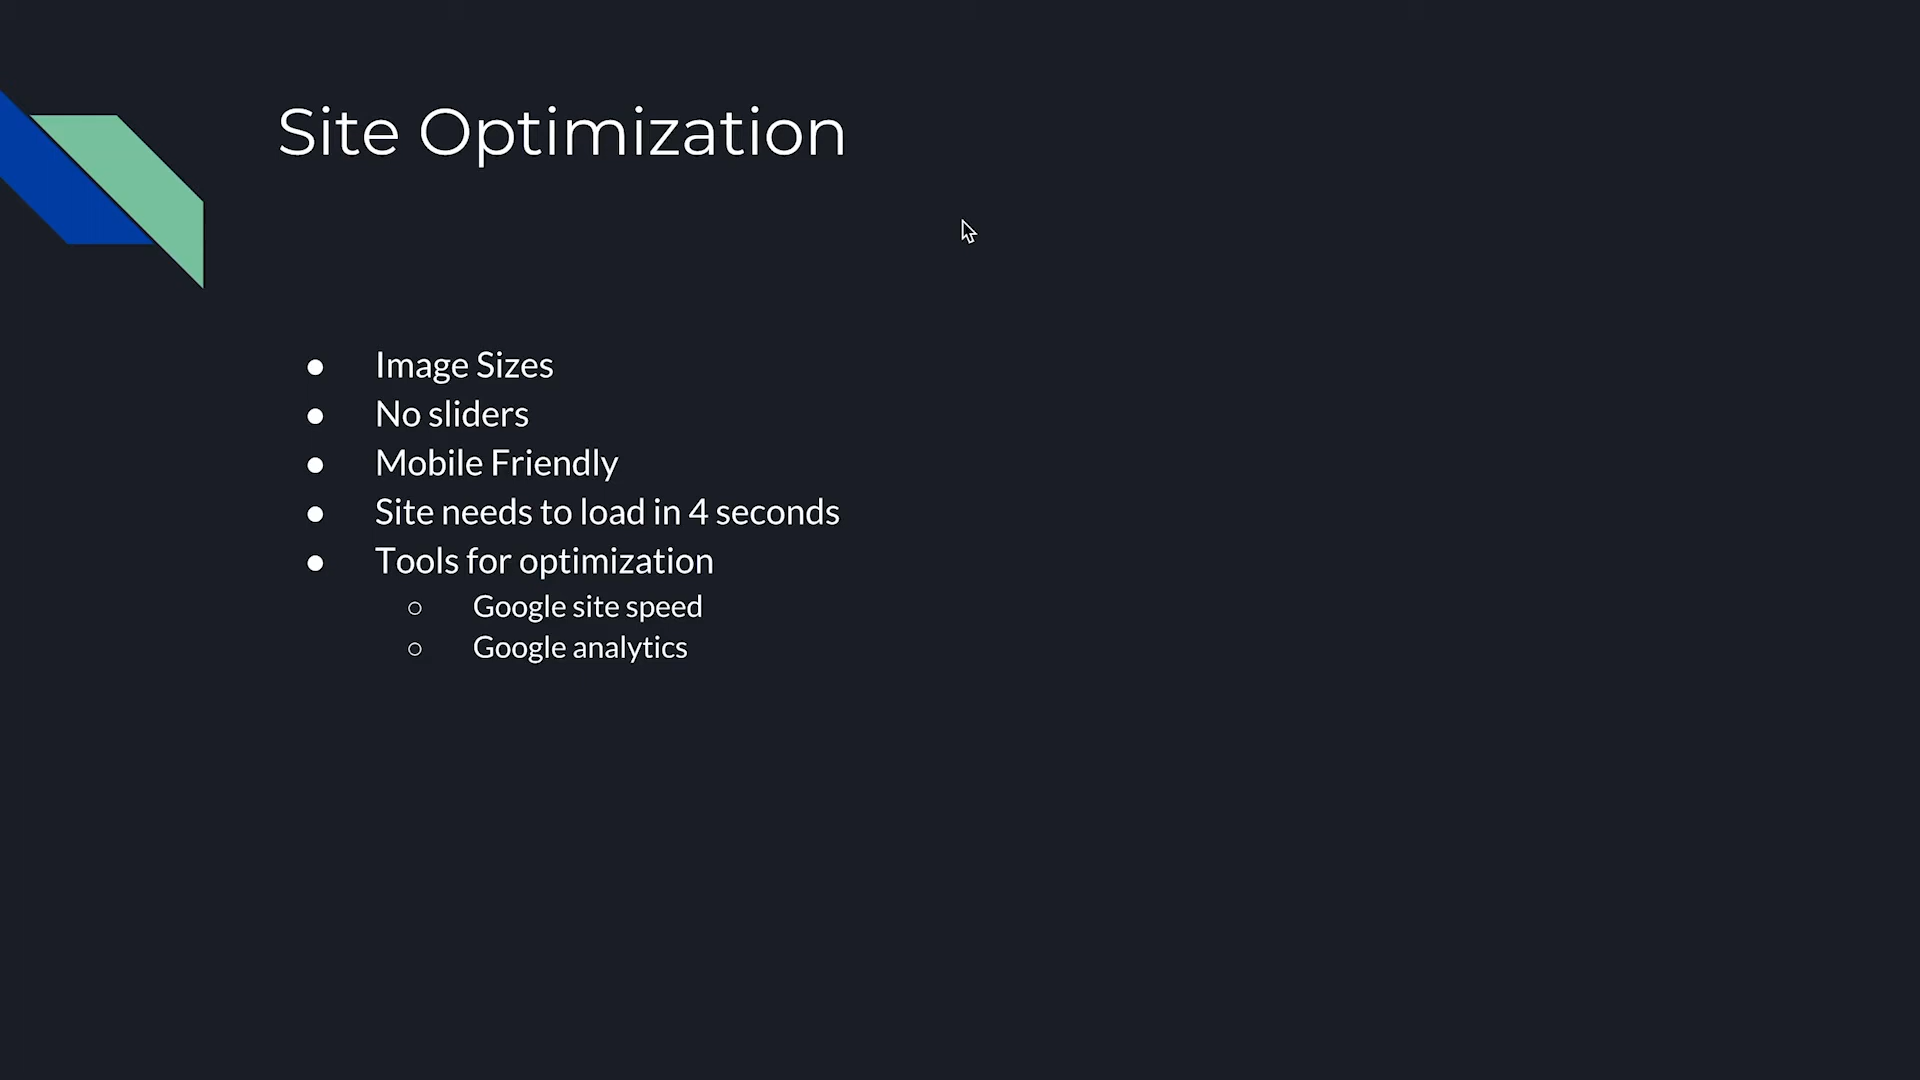 Site Optimization
● Image Sizes
● No sliders
● Mobile Friendly
● Site needs to load in 4 seconds
● Tools for optimization
○ Google site speed
○ Google analytics